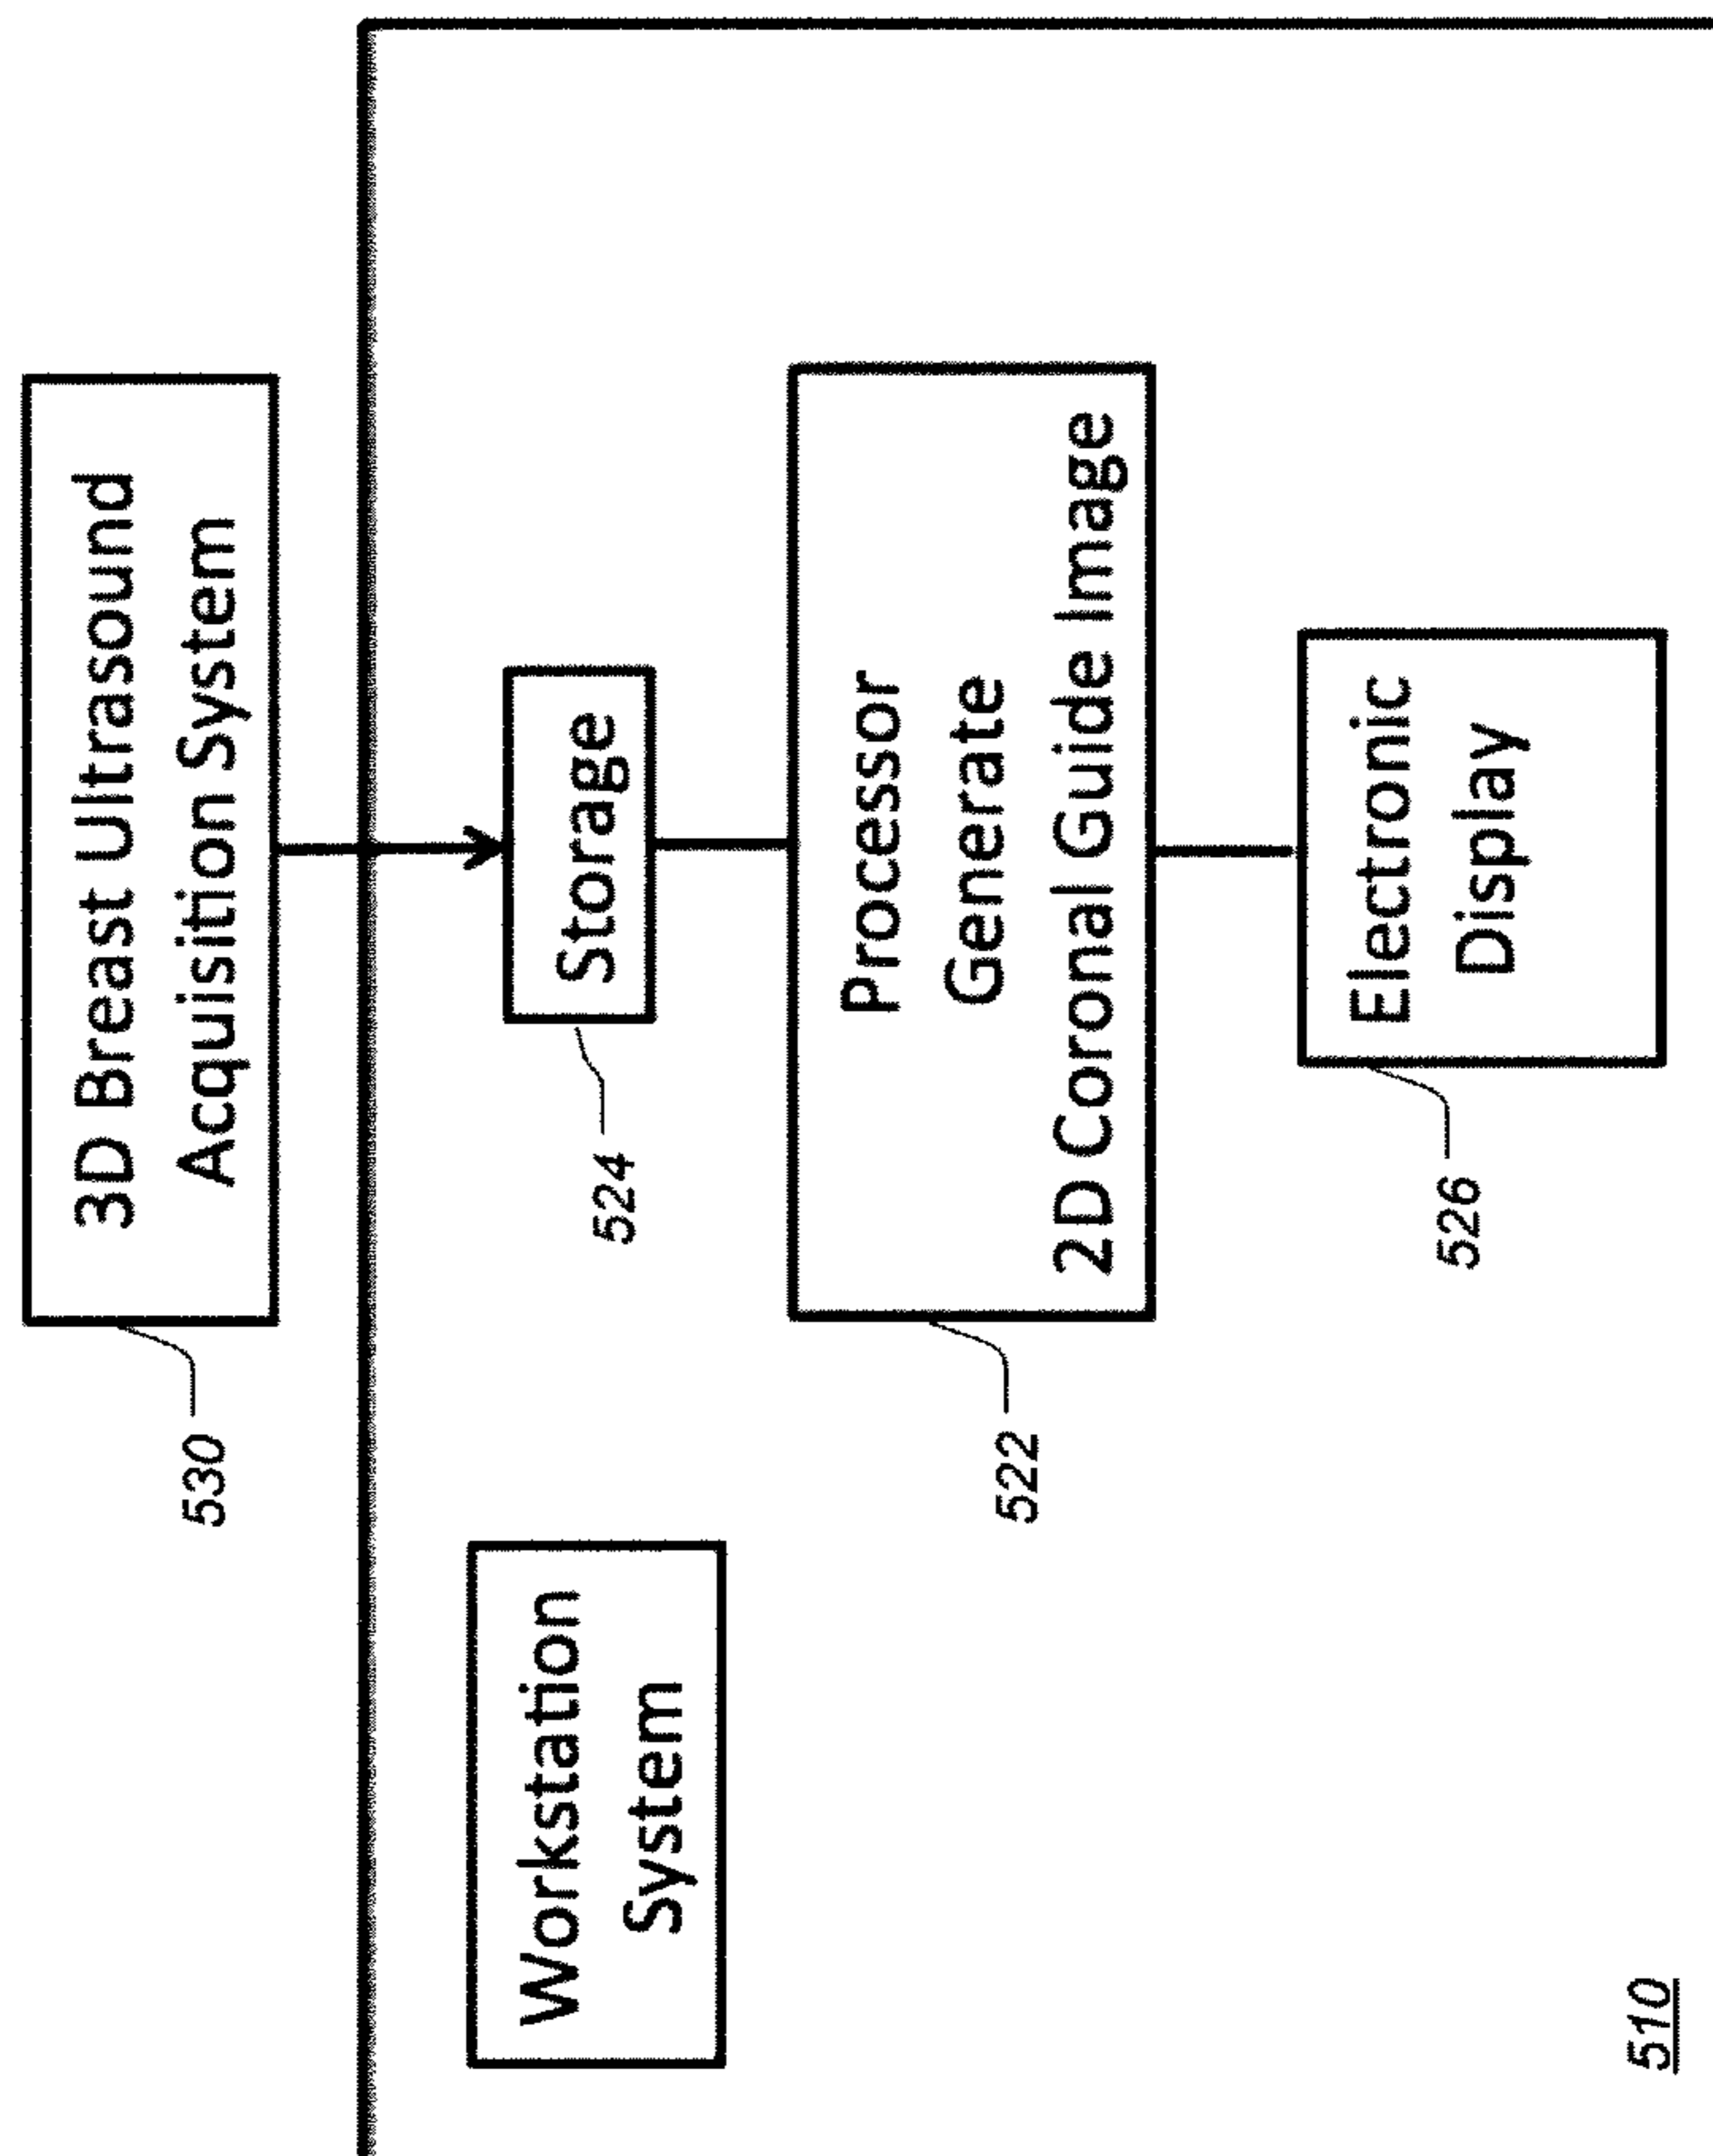 3D Breast Ultrasound
Acquisition System
530
Workstation
System
Storage
524
Processor
Generate
2D Coronal Guide Image
522
Electronic
Display
526
510